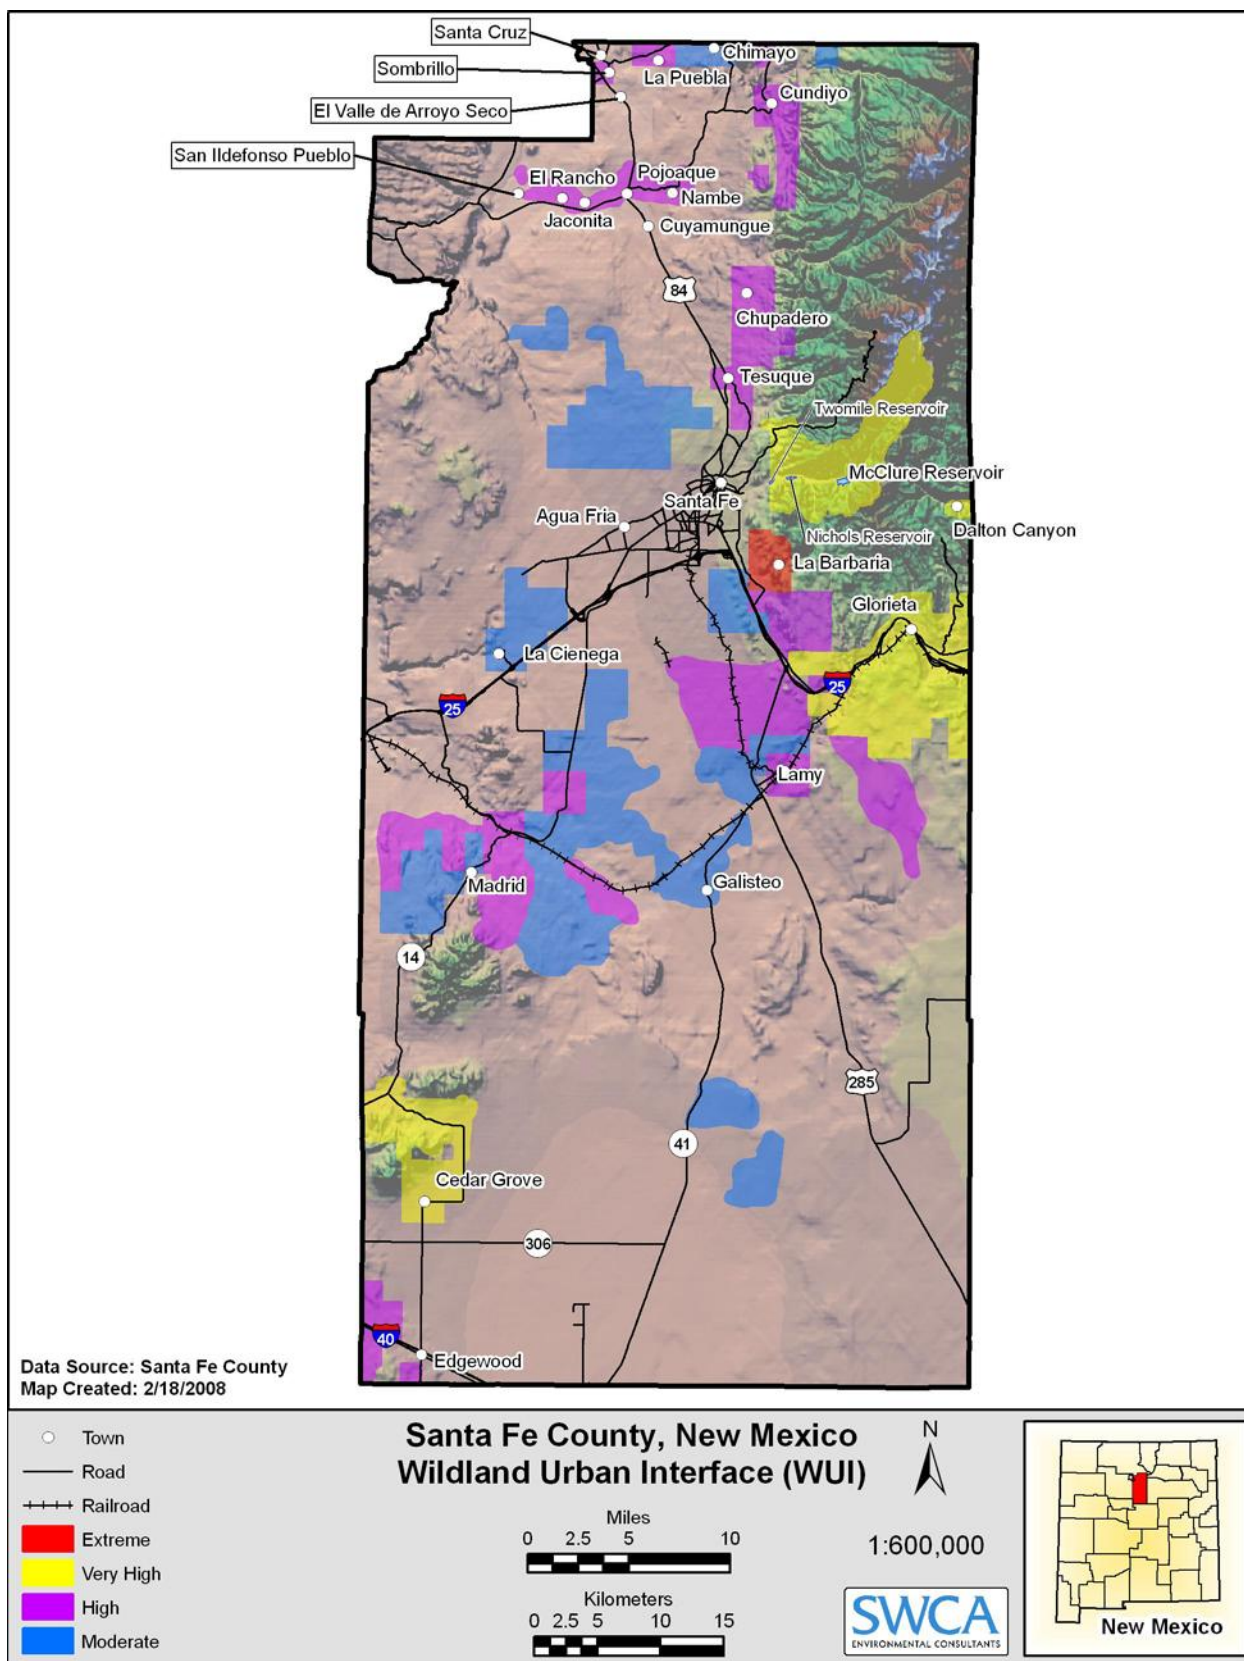 Santa Cruz
Chimayo
Sombrillo
La Puebla
Cundiyo
El Valle de Arroyo Seco
San Ildefonso Pueblo
El Rancho
Pojoaque
Nambe
Jaconita
Cuyamungue
84
Chupadero
Tesuque
Twomile Reservoir
McClure Reservoir
Santa Fe
Agua Fria
Nichols Reservoir
Dalton Canyon
La Barbaria
Glorieta
La Cienega
25
25
Lamy
Madrid
Galisteo
14
285
41
Cedar Grove
306
40
Edgewood
Data Source: Santa Fe County
Map Created: 2/18/2008
Town
Road
Railroad
Extreme
Very High
High
Moderate
Santa Fe County, New Mexico
Wildland Urban Interface (WUI)
Miles
0 2.5 5 10
Kilometers
0 2.5 5 10 15
N
1:600,000
SWCA
ENVIRONMENTAL CONSULTANTS
New Mexico